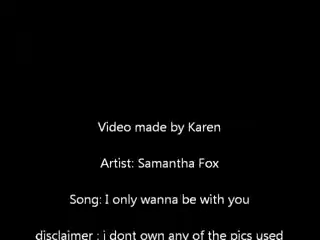 Video made by Karen
Artist: Samantha Fox
Song: I only wanna be with you
disclaimer : i dont own any of the pics used